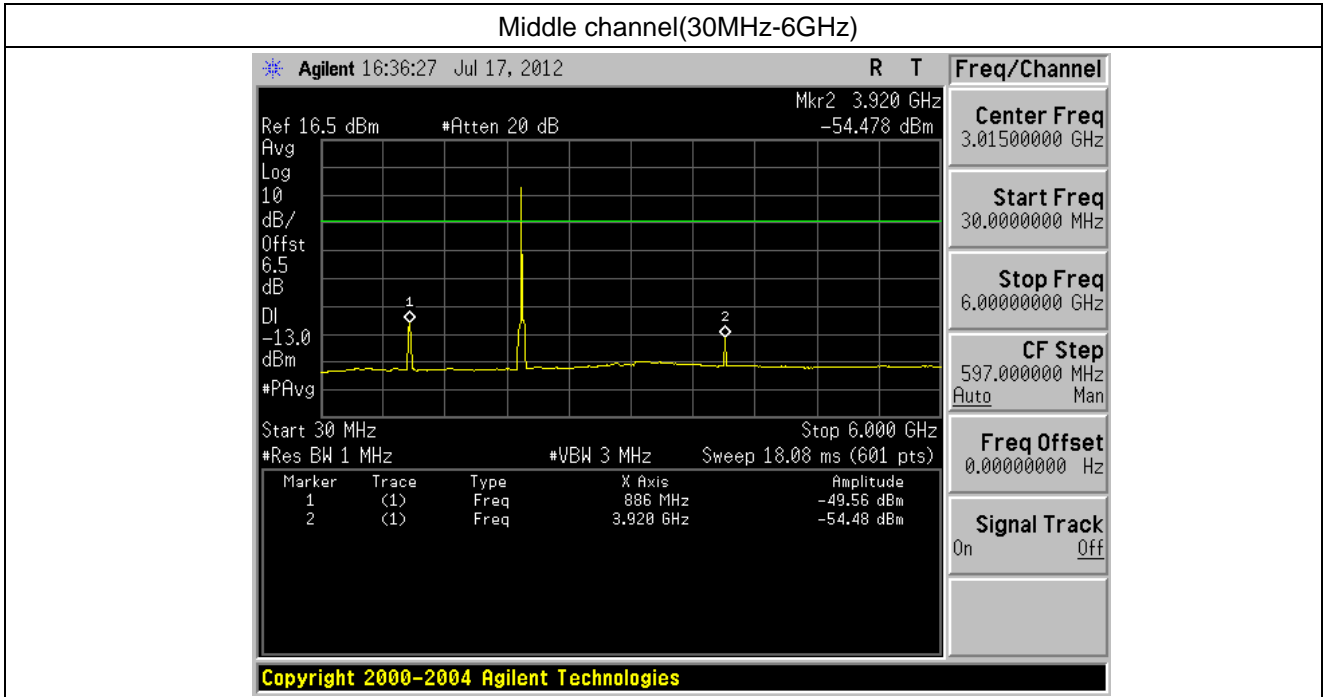 Middle channel(30MHz-6GHz)
Agilent 16:36:27 Jul 17, 2012 R T
Mkr2 3.920 GHz
Ref 16.5 dBm #Atten 20 dB -54.478 dBm
Avg
Log
10
dB/
Offst
6.5
dB
DI
-13.0
dBm
#PAvg
1
2
Start 30 MHz Stop 6.000 GHz
#Res BW 1 MHz #VBW 3 MHz Sweep 18.08 ms (601 pts)
Marker Trace Type X Axis Amplitude
1 (1) Freq 886 MHz -49.56 dBm
2 (1) Freq 3.920 GHz -54.48 dBm
Copyright 2000-2004 Agilent Technologies
Freq/Channel
Center Freq
3.01500000 GHz
Start Freq
30.0000000 MHz
Stop Freq
6.00000000 GHz
CF Step
597.000000 MHz
Auto Man
Freq Offset
0.00000000 Hz
Signal Track
On Off